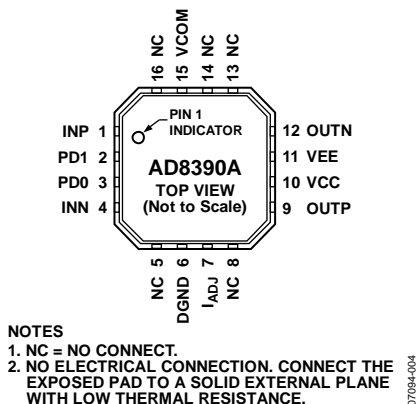 16 NC
15 VCOM
14 NC
13 NC
PIN 1
INDICATOR
INP 1
PD1 2
PD0 3
INN 4
AD8390A
TOP VIEW
(Not to Scale)
12 OUTN
11 VEE
10 VCC
9 OUTP
NC 5
DGND 6
IADJ 7
NC 8
NOTES
1. NC = NO CONNECT.
2. NO ELECTRICAL CONNECTION. CONNECT THE
EXPOSED PAD TO A SOLID EXTERNAL PLANE
WITH LOW THERMAL RESISTANCE.
07094-004